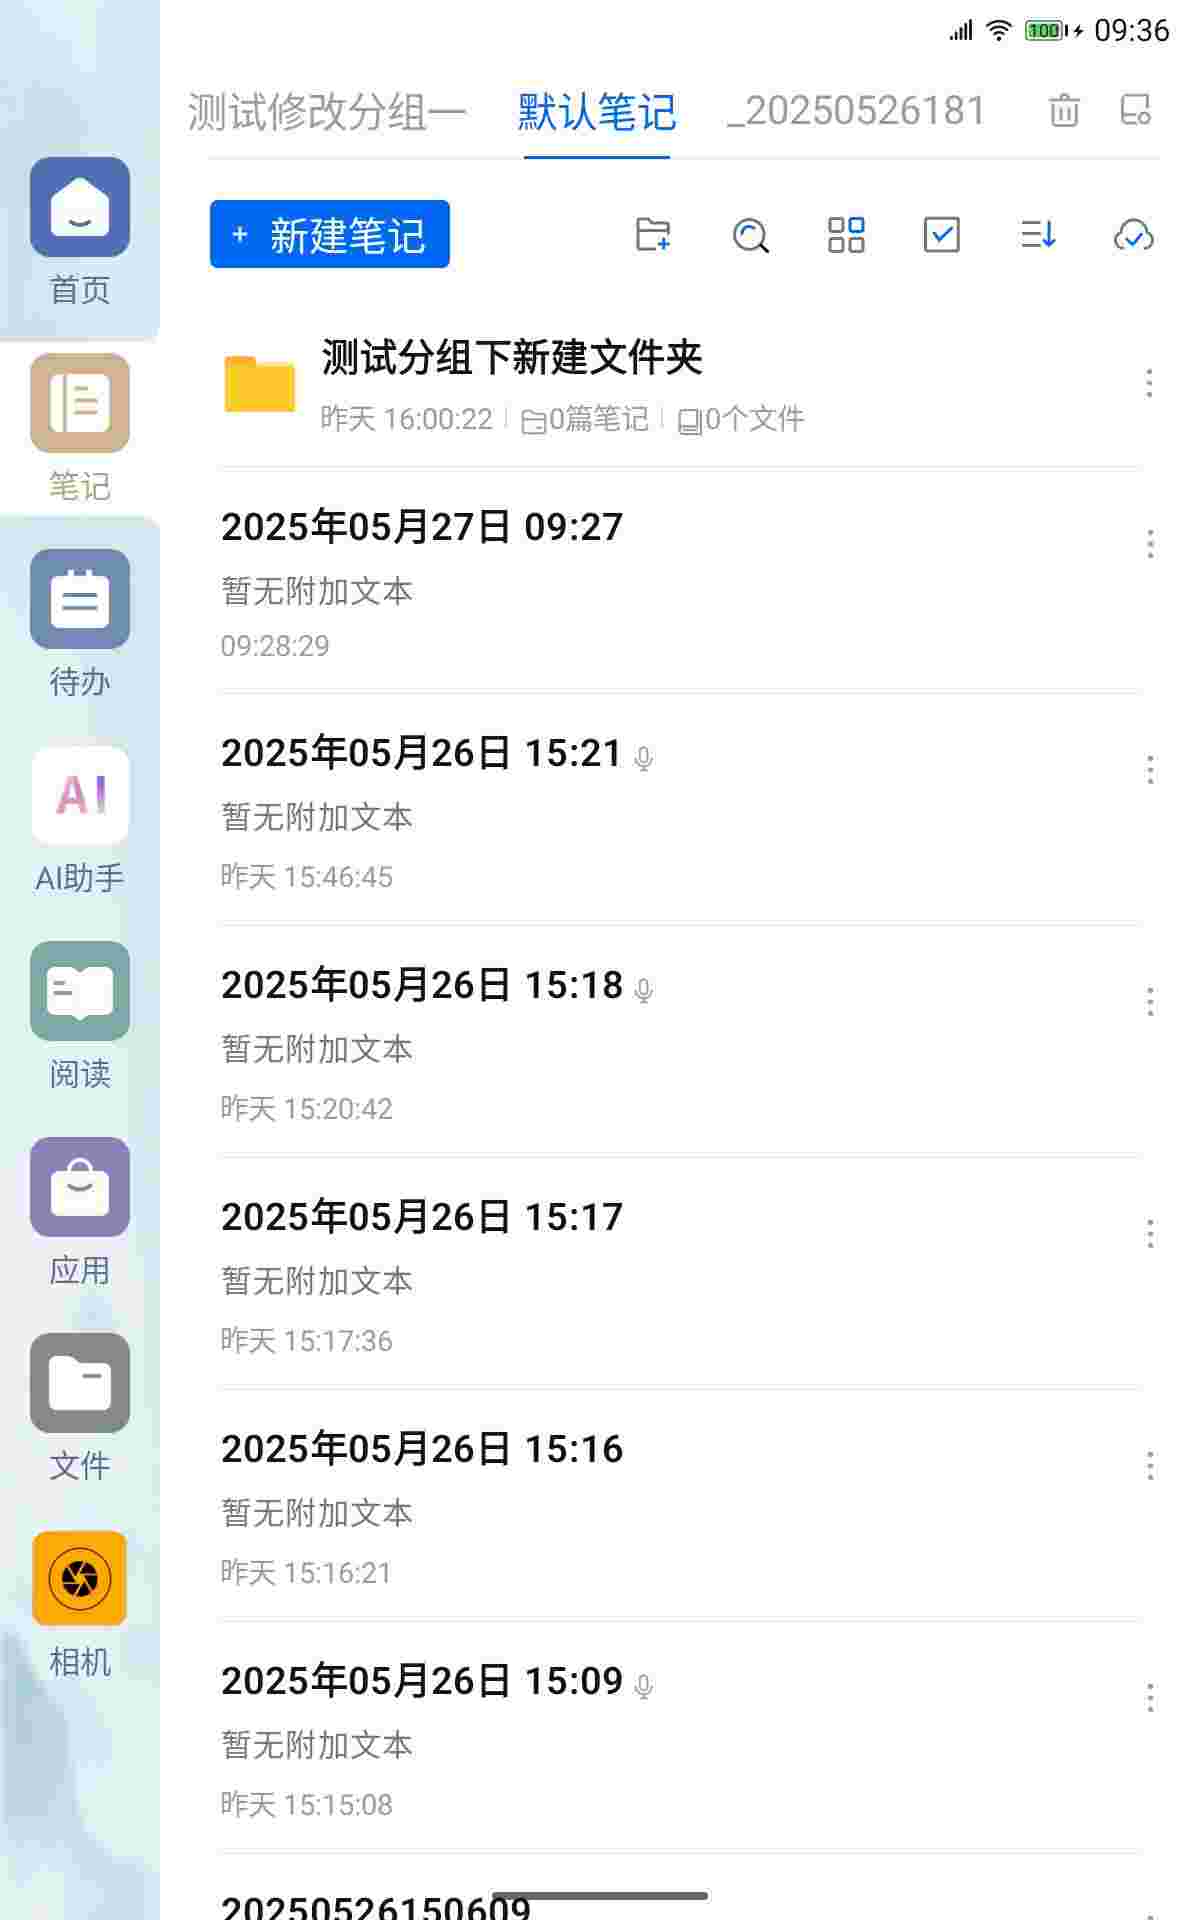 100 09:36
测试修改分组一 默认笔记 _20250526181
+ 新建笔记
首页
笔记
待办
AI
AI助手
阅读
应用
文件
相机
测试分组下新建文件夹
昨天 16:00:22 0篇笔记 0个文件
2025年05月27日 09:27
暂无附加文本
09:28:29
2025年05月26日 15:21
暂无附加文本
昨天 15:46:45
2025年05月26日 15:18
暂无附加文本
昨天 15:20:42
2025年05月26日 15:17
暂无附加文本
昨天 15:17:36
2025年05月26日 15:16
暂无附加文本
昨天 15:16:21
2025年05月26日 15:09
暂无附加文本
昨天 15:15:08
20250526150609